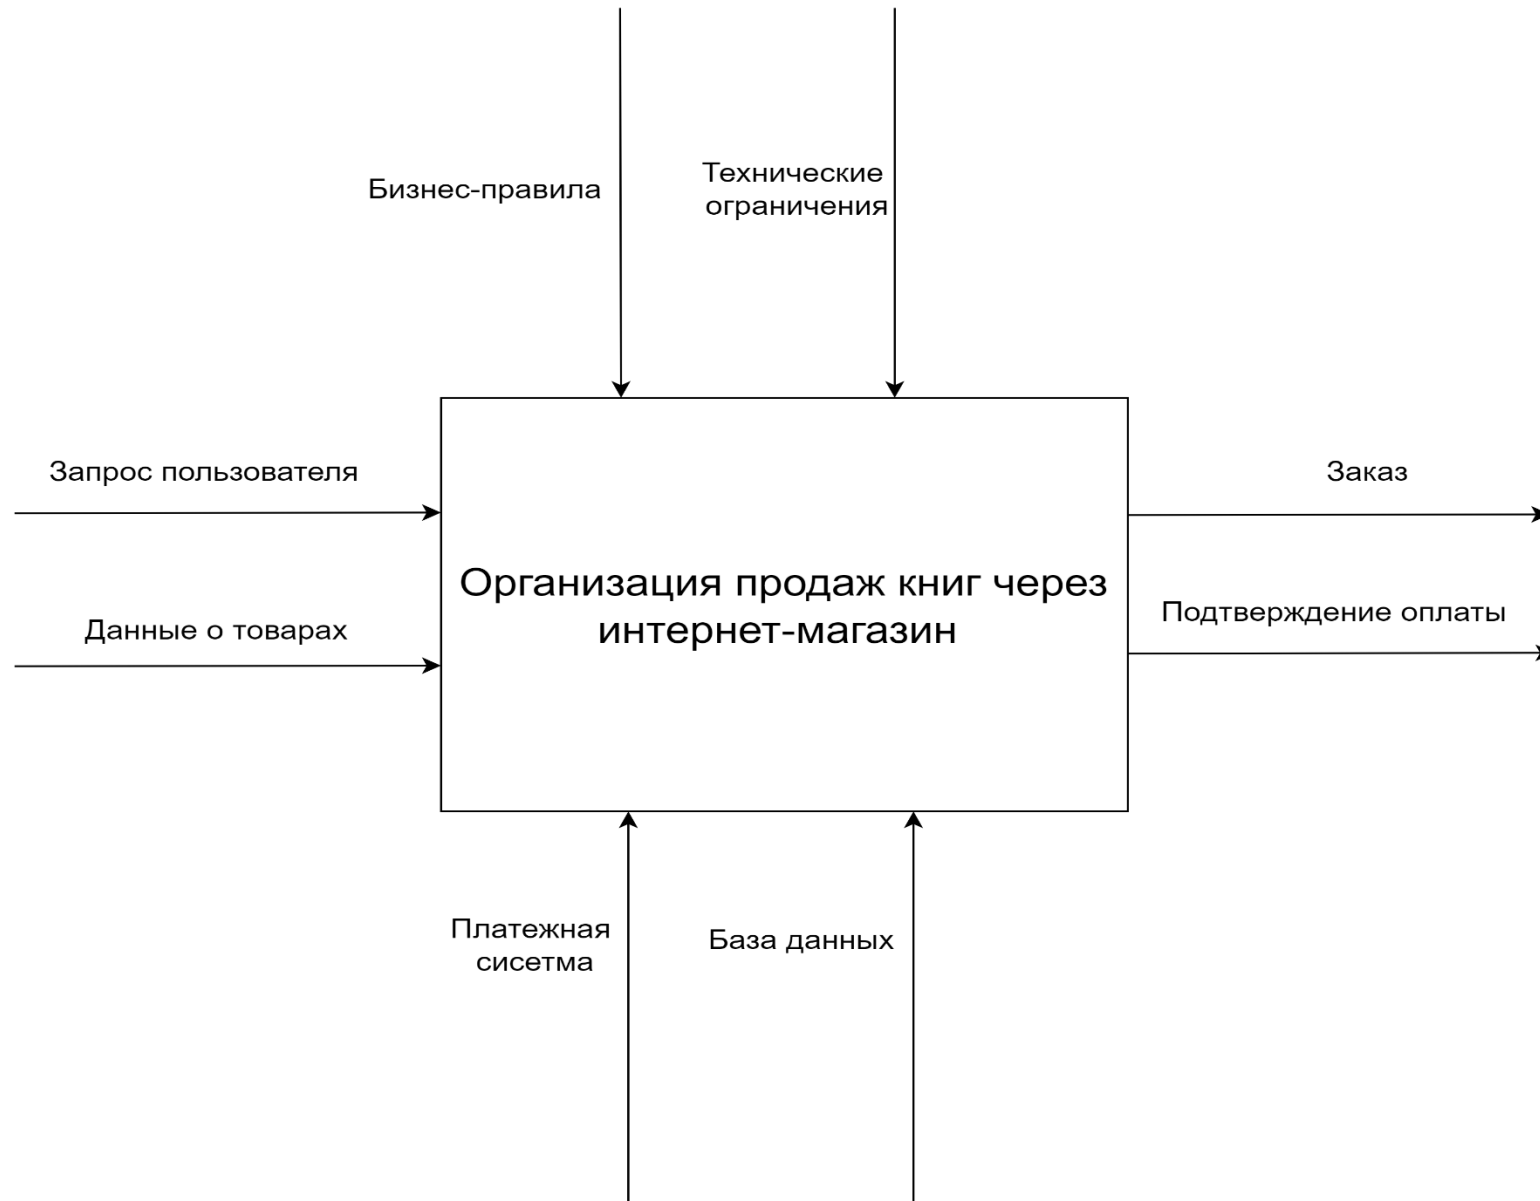 Бизнес-правила
Технические
ограничения
Запрос пользователя
Заказ
Организация продаж книг через
интернет-магазин
Данные о товарах
Подтверждение оплаты
Платежная
сисетма
База данных